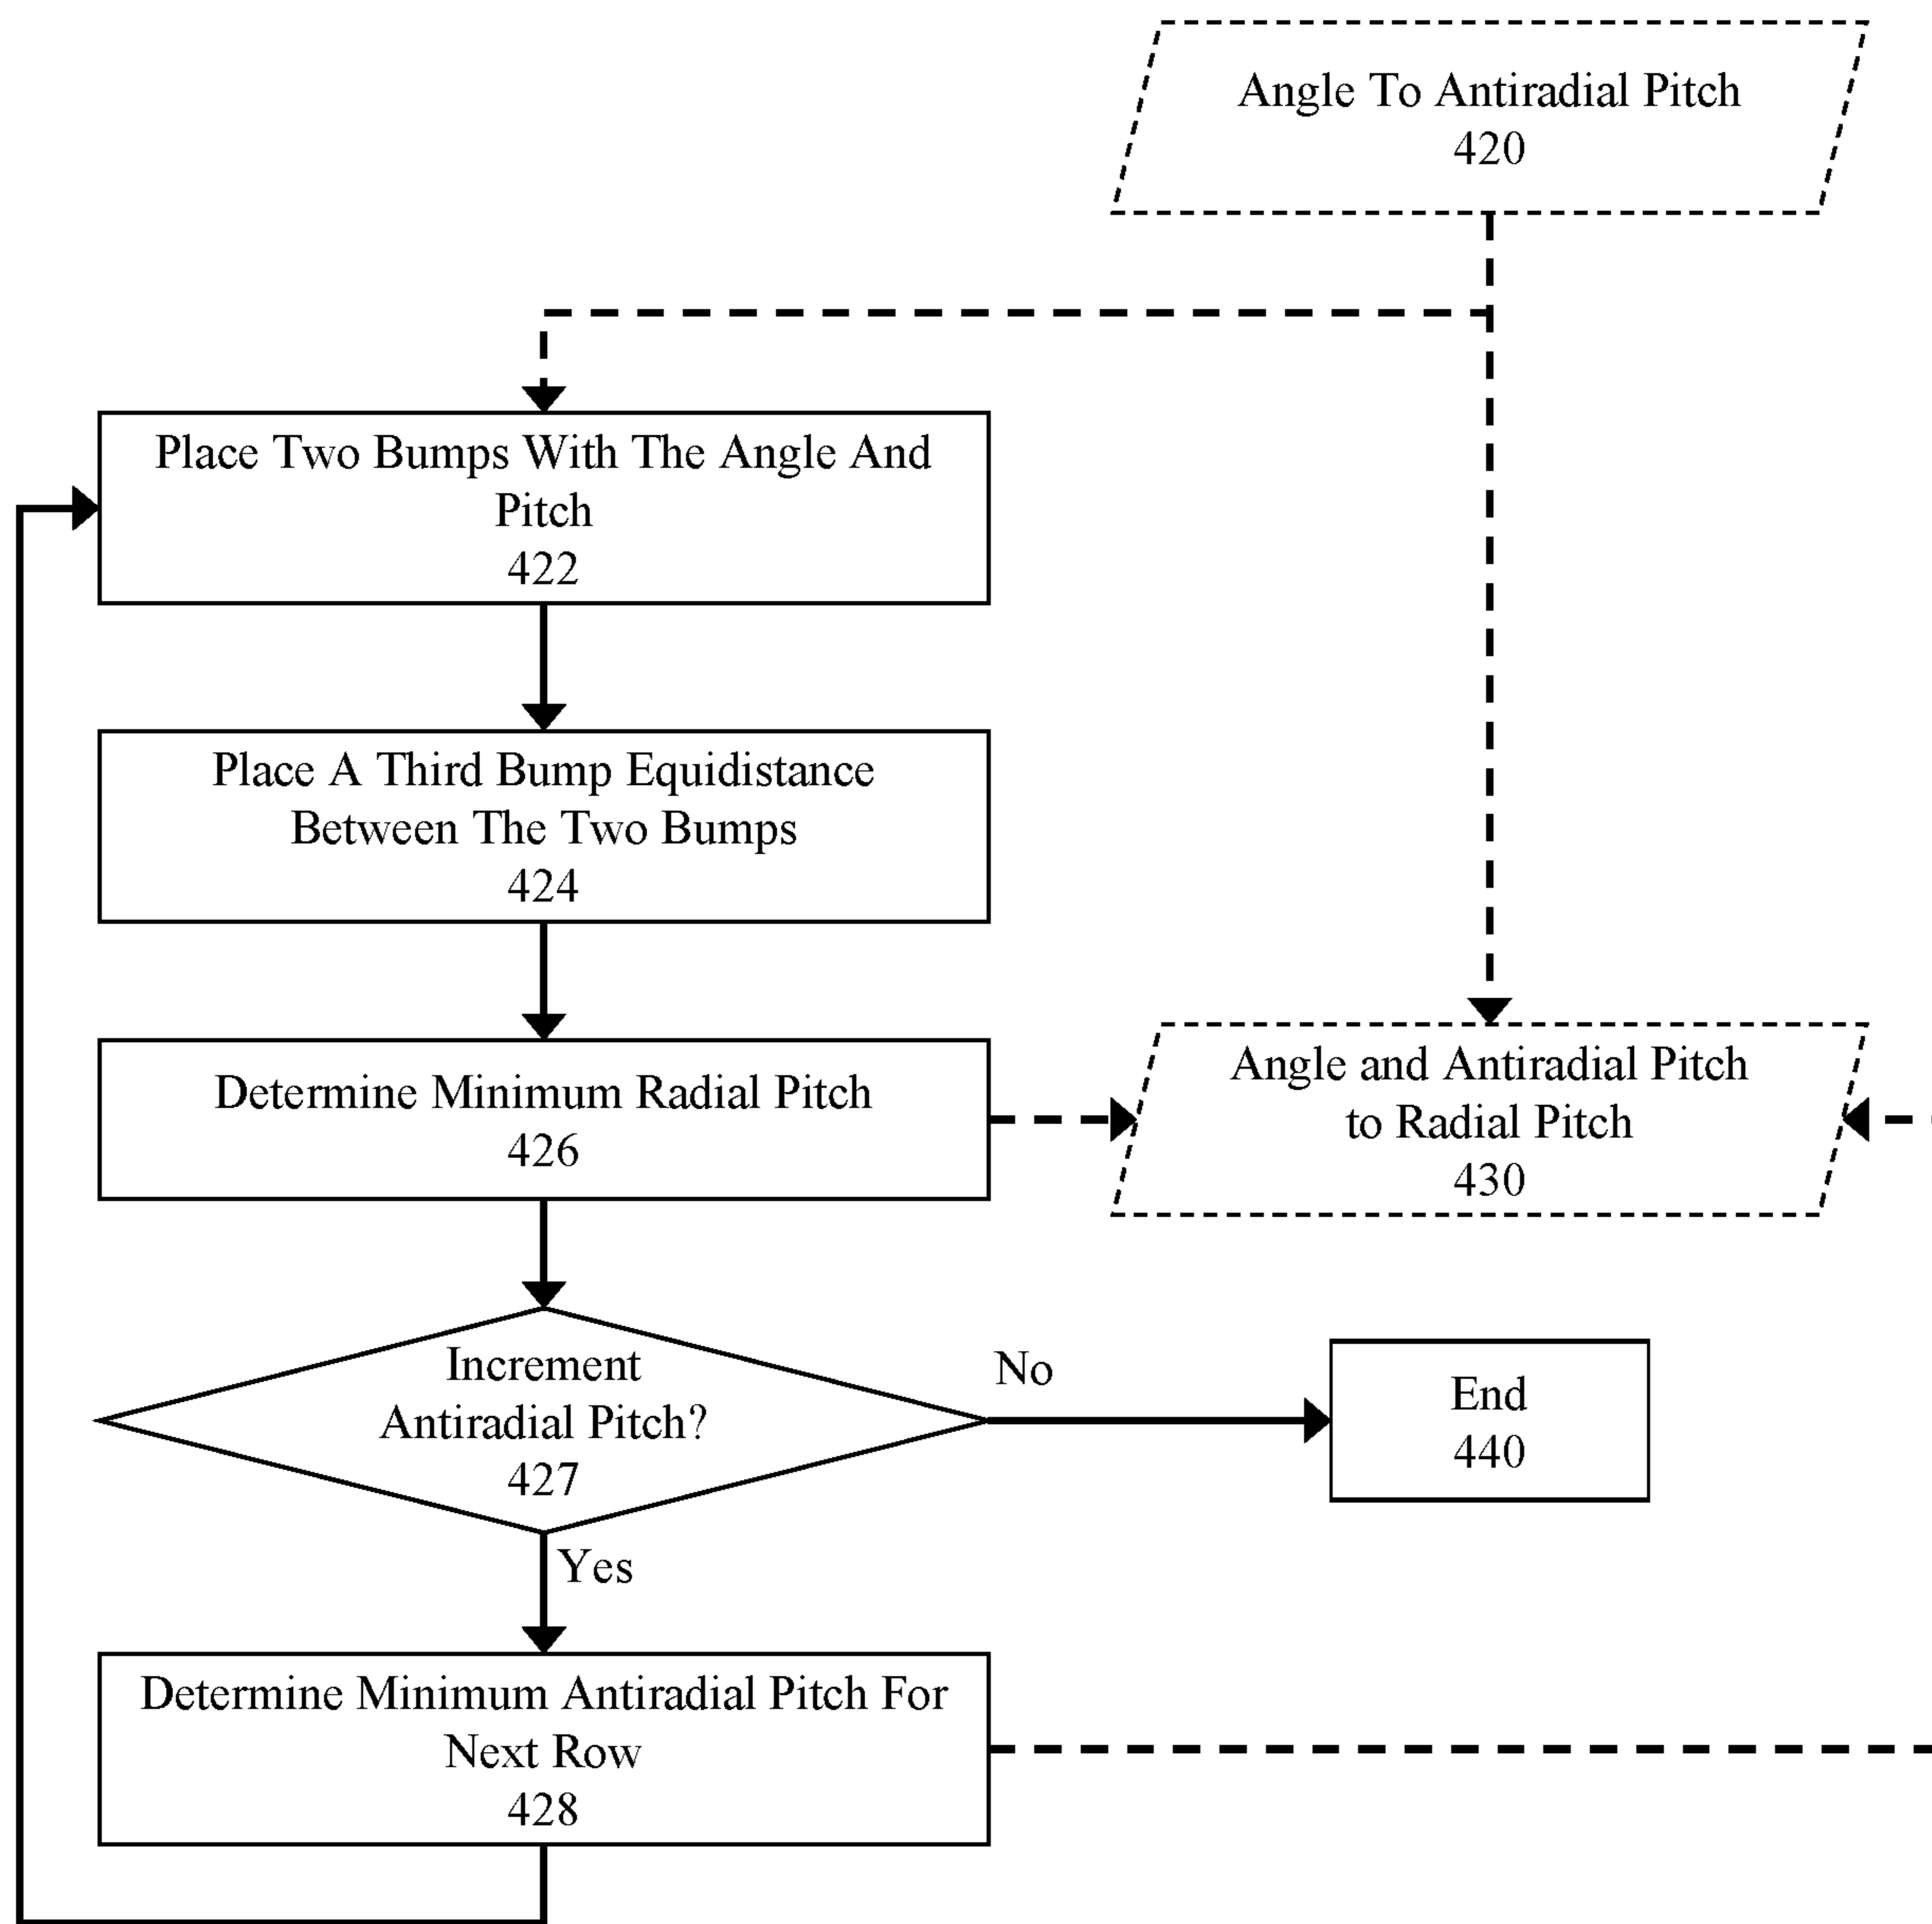 Angle To Antiradial Pitch
420
Place Two Bumps With The Angle And
Pitch
422
Place A Third Bump Equidistance
Between The Two Bumps
424
Determine Minimum Radial Pitch
426
Angle and Antiradial Pitch
to Radial Pitch
430
Increment
Antiradial Pitch?
427
No
End
440
Yes
Determine Minimum Antiradial Pitch For
Next Row
428